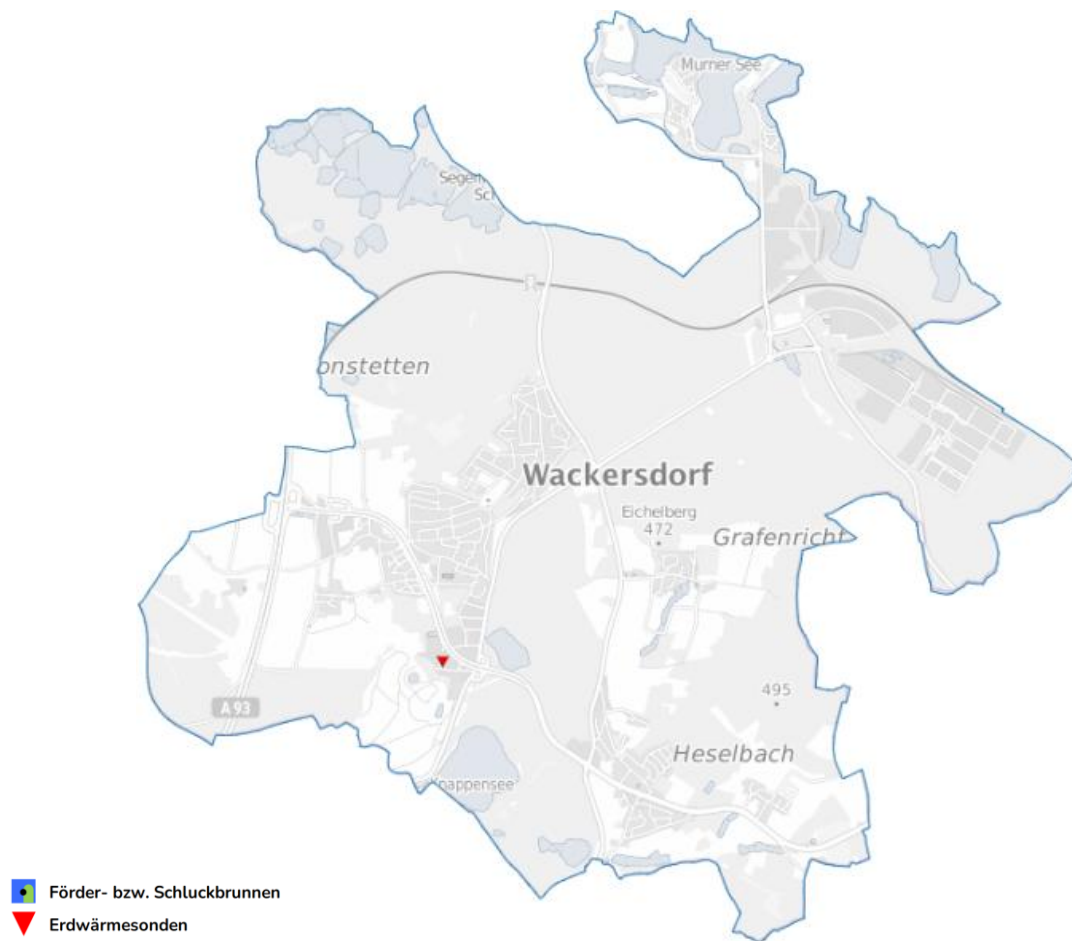 Murner See
Wackersdorf
Eichelberg
472
Grafenricht
A 93
495
Heselbach
Knappensee
onstetten
Förder- bzw. Schluckbrunnen
Erdwärmesonden